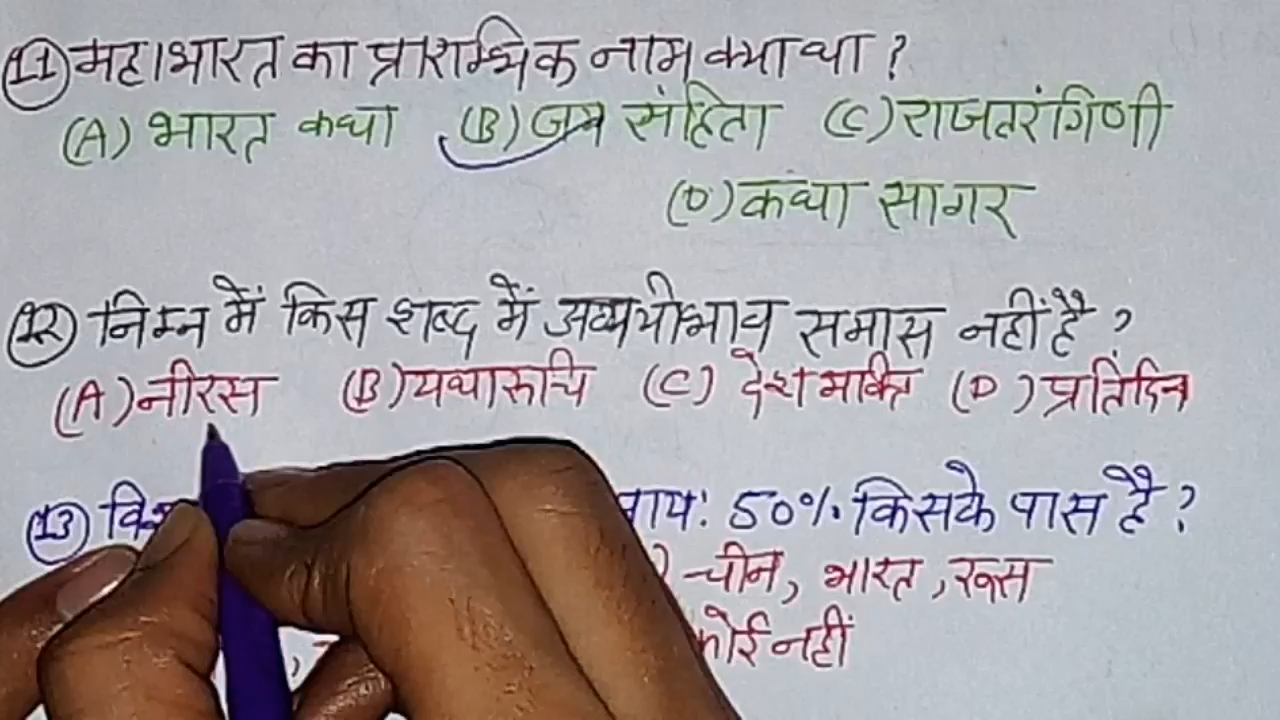 11) महाभारत का प्रारम्भिक नाम क्या था ?
(A) भारत कथा (B) जय संहिता (C) राजतरंगिणी
(D) कथा सागर
12) निम्न में किस शब्द में अव्ययीभाव समास नहीं है ?
(A) नीरस (B) यथारुचि (C) देशभक्ति (D) प्रतिदिन
13) 50% किसके पास है ?
चीन, भारत, रूस
कोई नहीं